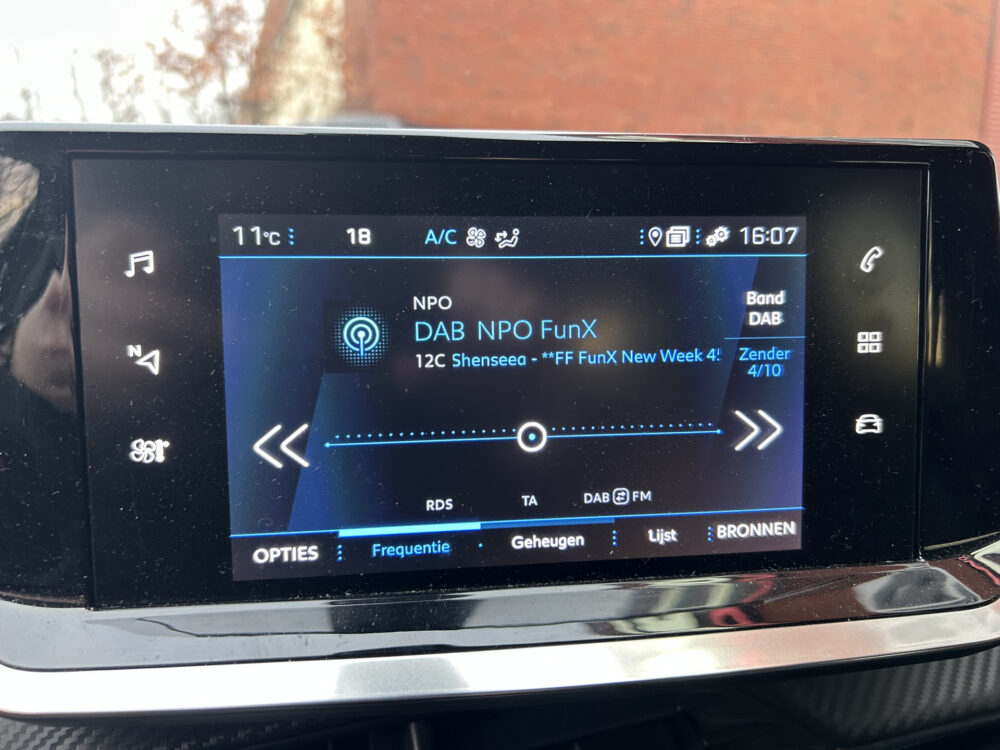 11°C 18 A/C 16:07
N
NPO
DAB NPO FunX
12C Shenseea - **FF FunX New Week 4
Band
DAB
Zender
4/10
RDS TA DAB FM
OPTIES Frequentie Geheugen Lijst BRONNEN